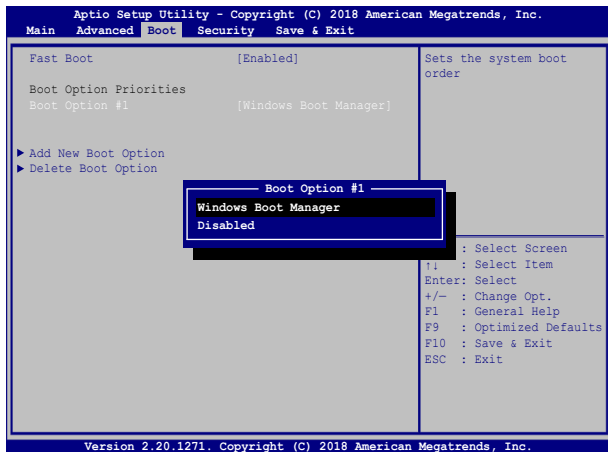 Aptio Setup Utility - Copyright (C) 2018 American Megatrends, Inc.
Main Advanced Boot Security Save & Exit
Fast Boot [Enabled]
Boot Option Priorities
Boot Option #1 [Windows Boot Manager]
Add New Boot Option
Delete Boot Option
Boot Option #1
Windows Boot Manager
Disabled
Sets the system boot
order
: Select Screen
↑↓ : Select Item
Enter: Select
+/— : Change Opt.
F1 : General Help
F9 : Optimized Defaults
F10 : Save & Exit
ESC : Exit
Version 2.20.1271. Copyright (C) 2018 American Megatrends, Inc.